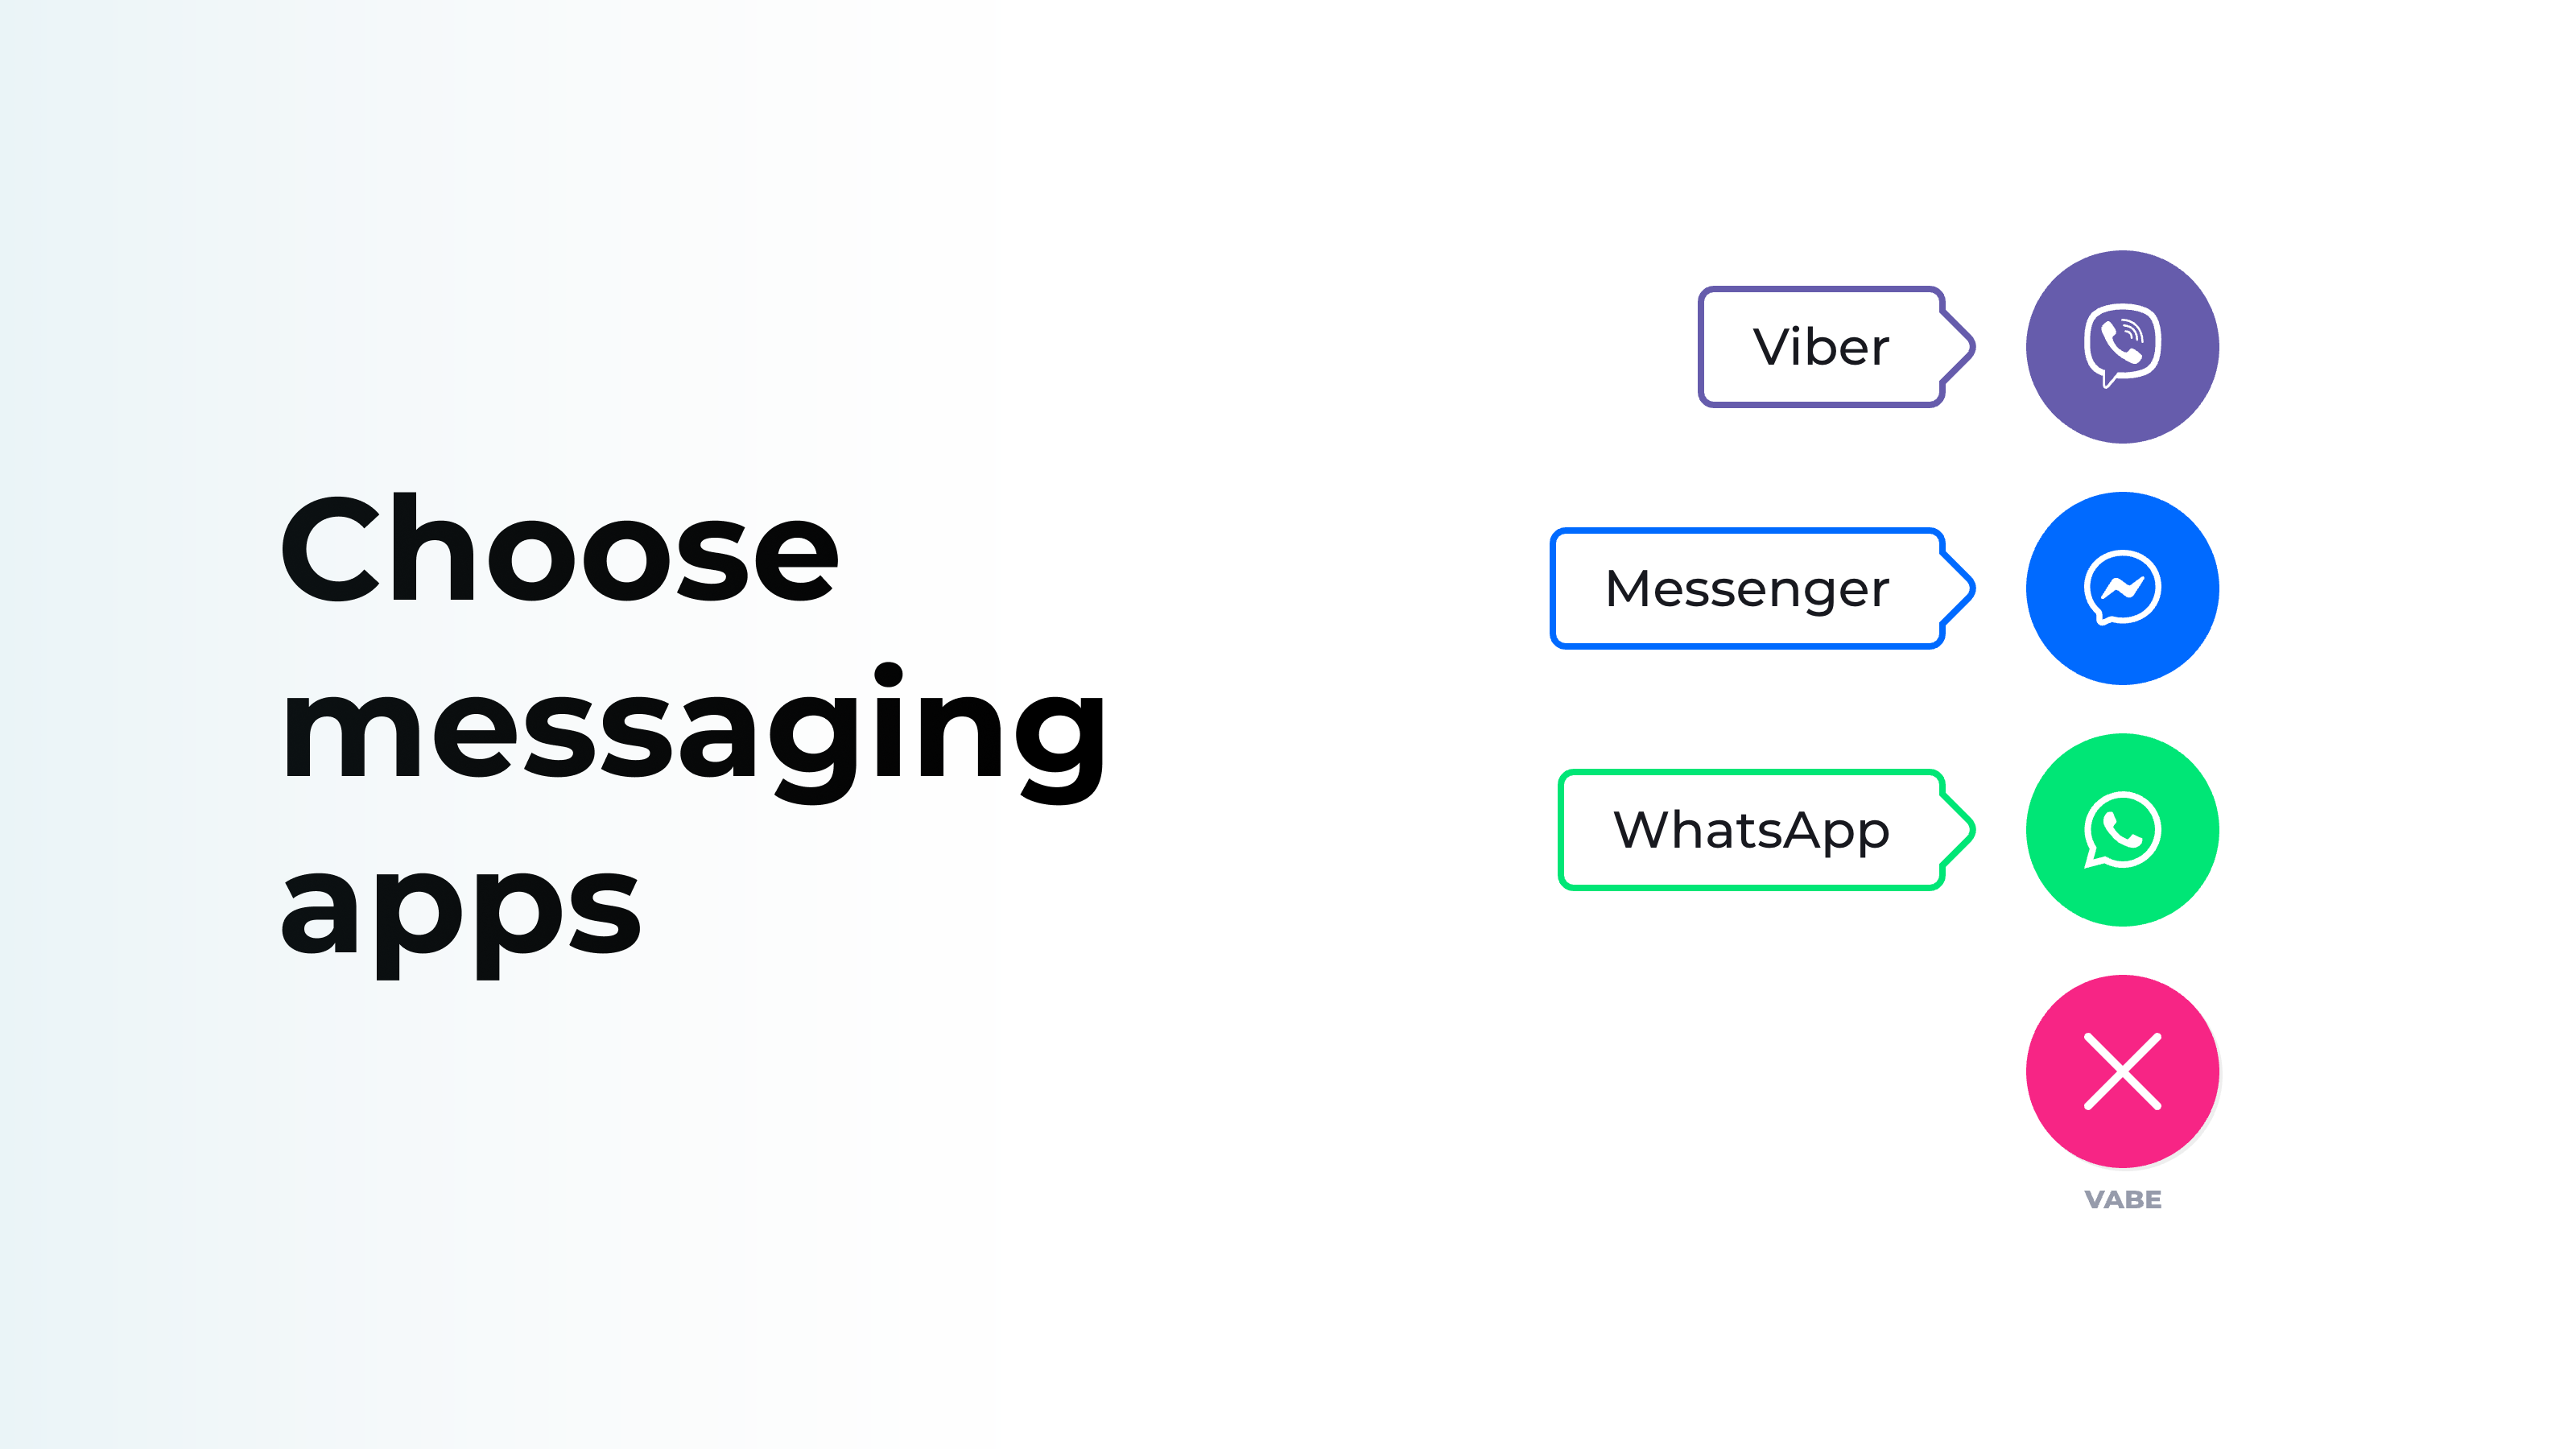 Choose
messaging
apps
Viber
Messenger
WhatsApp
VABE